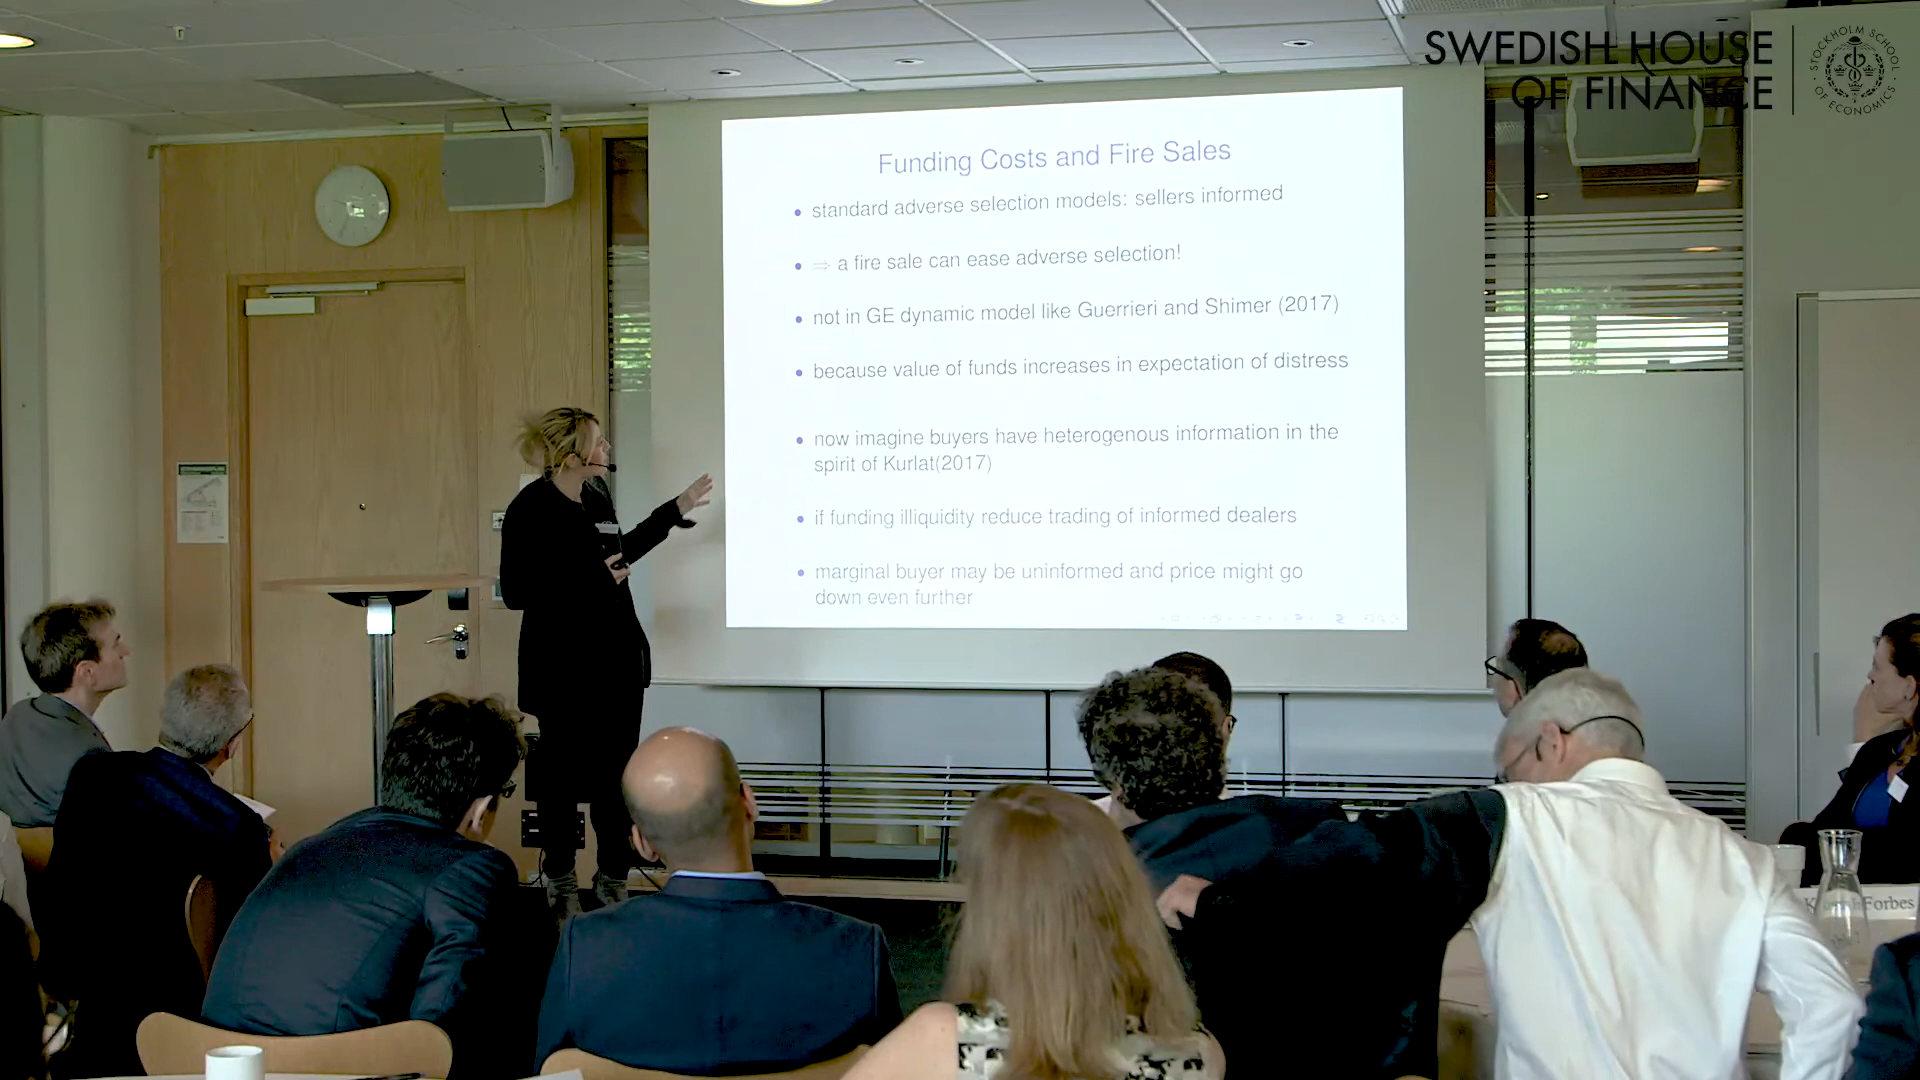 SWEDISH HOUSE
OF FINANCE
STOCKHOLM SCHOOL
OF ECONOMICS
Funding Costs and Fire Sales
• standard adverse selection models: sellers informed
• ⇒ a fire sale can ease adverse selection!
• not in GE dynamic model like Guerrieri and Shimer (2017)
• because value of funds increases in expectation of distress
• now imagine buyers have heterogenous information in the
spirit of Kurlat(2017)
• if funding illiquidity reduce trading of informed dealers
• marginal buyer may be uninformed and price might go
down even further
Forbes